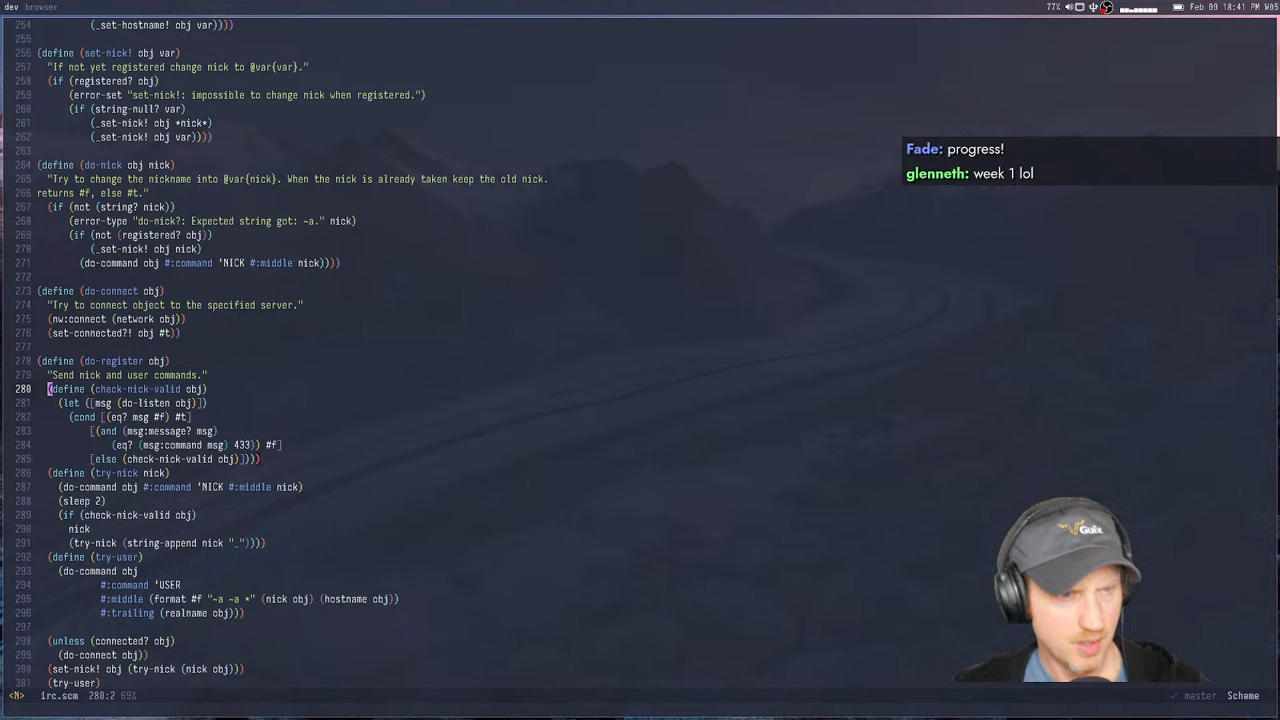 dev browser
77%
Feb 09 18:41 M W05
254 (_set-hostname! obj var))))
255
256 (define (set-nick! obj var)
257 "If not yet registered change nick to @var{var}."
258 (if (registered? obj)
259 (error-set "set-nick!: impossible to change nick when registered.")
260 (if (string-null? var)
261 (_set-nick! obj *nick*)
262 (_set-nick! obj var))))
263
264 (define (do-nick obj nick)
265 "Try to change the nickname into @var{nick}. When the nick is already taken keep the old nick.
266 returns #f, else #t."
267 (if (not (string? nick))
268 (error-type "do-nick?: Expected string got: ~a." nick)
269 (if (not (registered? obj))
270 (_set-nick! obj nick)
271 (do-command obj #:command 'NICK #:middle nick))))
272
273 (define (do-connect obj)
274 "Try to connect object to the specified server."
275 (nw:connect (network obj))
276 (set-connected?! obj #t))
277
278 (define (do-register obj)
279 "Send nick and user commands."
280 (define (check-nick-valid obj)
281 (let ([msg (do-listen obj)])
282 (cond [(eq? msg #f) #t]
283 [(and (msg:message? msg)
284 (eq? (msg:command msg) 433)) #f]
285 [else (check-nick-valid obj)])))
286 (define (try-nick nick)
287 (do-command obj #:command 'NICK #:middle nick)
288 (sleep 2)
289 (if (check-nick-valid obj)
290 nick
291 (try-nick (string-append nick "_"))))
292 (define (try-user)
293 (do-command obj
294 #:command 'USER
295 #:middle (format #f "~a ~a *" (nick obj) (hostname obj))
296 #:trailing (realname obj)))
297
298 (unless (connected? obj)
299 (do-connect obj))
300 (set-nick! obj (try-nick (nick obj)))
301 (try-user)
<N> irc.scm 280:2 69%
✓ master Scheme
Fade: progress!
glenneth: week 1 lol
Guix